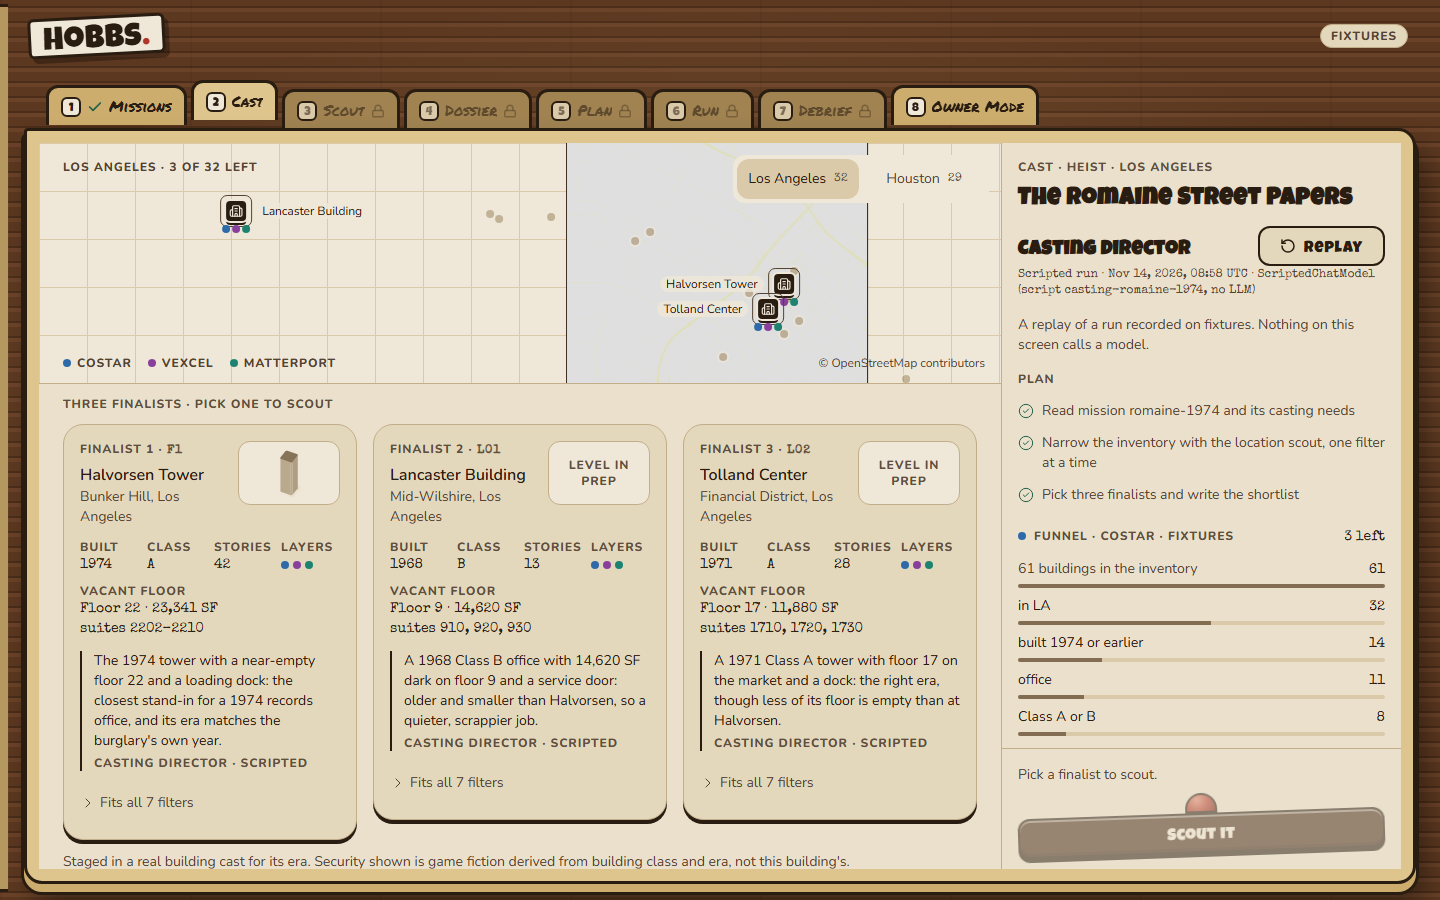 HOBBS.
FIXTURES
1 Missions
2 Cast
3 Scout
4 Dossier
5 Plan
6 Run
7 Debrief
8 Owner Mode
LOS ANGELES · 3 OF 32 LEFT
Los Angeles 32
Houston 29
Lancaster Building
Halvorsen Tower
Tolland Center
COSTAR
VEXCEL
MATTERPORT
© OpenStreetMap contributors
THREE FINALISTS · PICK ONE TO SCOUT
FINALIST 1 · F1
Halvorsen Tower
Bunker Hill, Los
Angeles
BUILT CLASS STORIES LAYERS
1974 A 42
VACANT FLOOR
Floor 22 · 23,341 SF
suites 2202-2210
The 1974 tower with a near-empty
floor 22 and a loading dock: the
closest stand-in for a 1974 records
office, and its era matches the
burglary's own year.
CASTING DIRECTOR · SCRIPTED
Fits all 7 filters
FINALIST 2 · L01
Lancaster Building
Mid-Wilshire, Los
Angeles
LEVEL IN
PREP
BUILT CLASS STORIES LAYERS
1968 B 13
VACANT FLOOR
Floor 9 · 14,620 SF
suites 910, 920, 930
A 1968 Class B office with 14,620 SF
dark on floor 9 and a service door:
older and smaller than Halvorsen, so a
quieter, scrappier job.
CASTING DIRECTOR · SCRIPTED
Fits all 7 filters
FINALIST 3 · L02
Tolland Center
Financial District, Los
Angeles
LEVEL IN
PREP
BUILT CLASS STORIES LAYERS
1971 A 28
VACANT FLOOR
Floor 17 · 11,880 SF
suites 1710, 1720, 1730
A 1971 Class A tower with floor 17 on
the market and a dock: the right era,
though less of its floor is empty than at
Halvorsen.
CASTING DIRECTOR · SCRIPTED
Fits all 7 filters
Staged in a real building cast for its era. Security shown is game fiction derived from building class and era, not this building's.
CAST · HEIST · LOS ANGELES
The Romaine Street Papers
Casting Director
Replay
Scripted run · Nov 14, 2026, 08:58 UTC · ScriptedChatModel
(script casting-romaine-1974, no LLM)
A replay of a run recorded on fixtures. Nothing on this
screen calls a model.
PLAN
Read mission romaine-1974 and its casting needs
Narrow the inventory with the location scout, one filter
at a time
Pick three finalists and write the shortlist
FUNNEL · COSTAR · FIXTURES 3 left
61 buildings in the inventory 61
in LA 32
built 1974 or earlier 14
office 11
Class A or B 8
Pick a finalist to scout.
Scout it